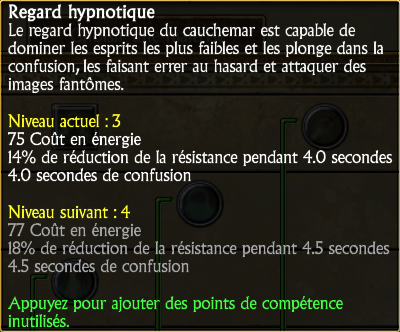 Regard hypnotique
Le regard hypnotique du cauchemar est capable de
dominer les esprits les plus faibles et les plonge dans la
confusion, les faisant errer au hasard et attaquer des
images fantômes.
Niveau actuel : 3
75 Coût en énergie
14% de réduction de la résistance pendant 4.0 secondes
4.0 secondes de confusion
Niveau suivant : 4
77 Coût en énergie
18% de réduction de la résistance pendant 4.5 secondes
4.5 secondes de confusion
Appuyez pour ajouter des points de compétence
inutilisés.